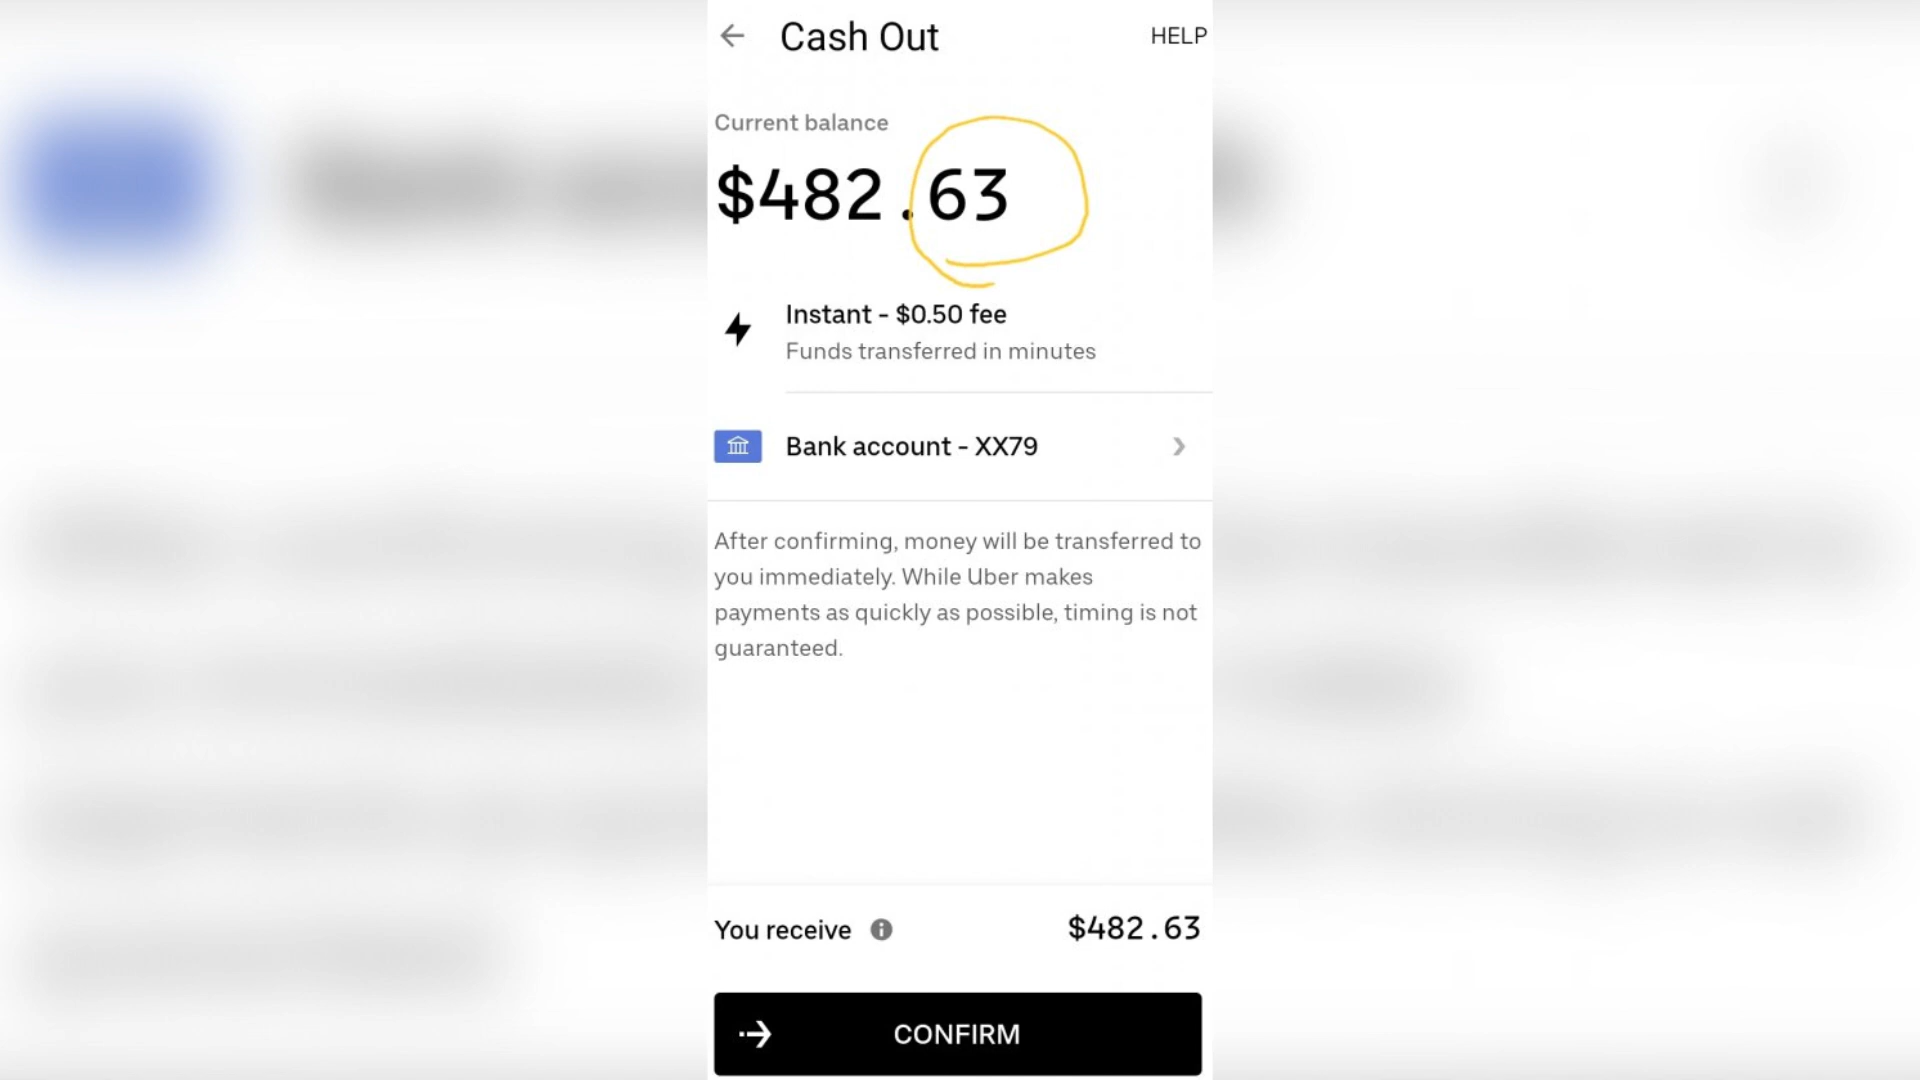 Cash Out
HELP
Current balance
$482.63
Instant - $0.50 fee
Funds transferred in minutes
Bank account - XX79
After confirming, money will be transferred to
you immediately. While Uber makes
payments as quickly as possible, timing is not
guaranteed.
You receive
$482.63
CONFIRM